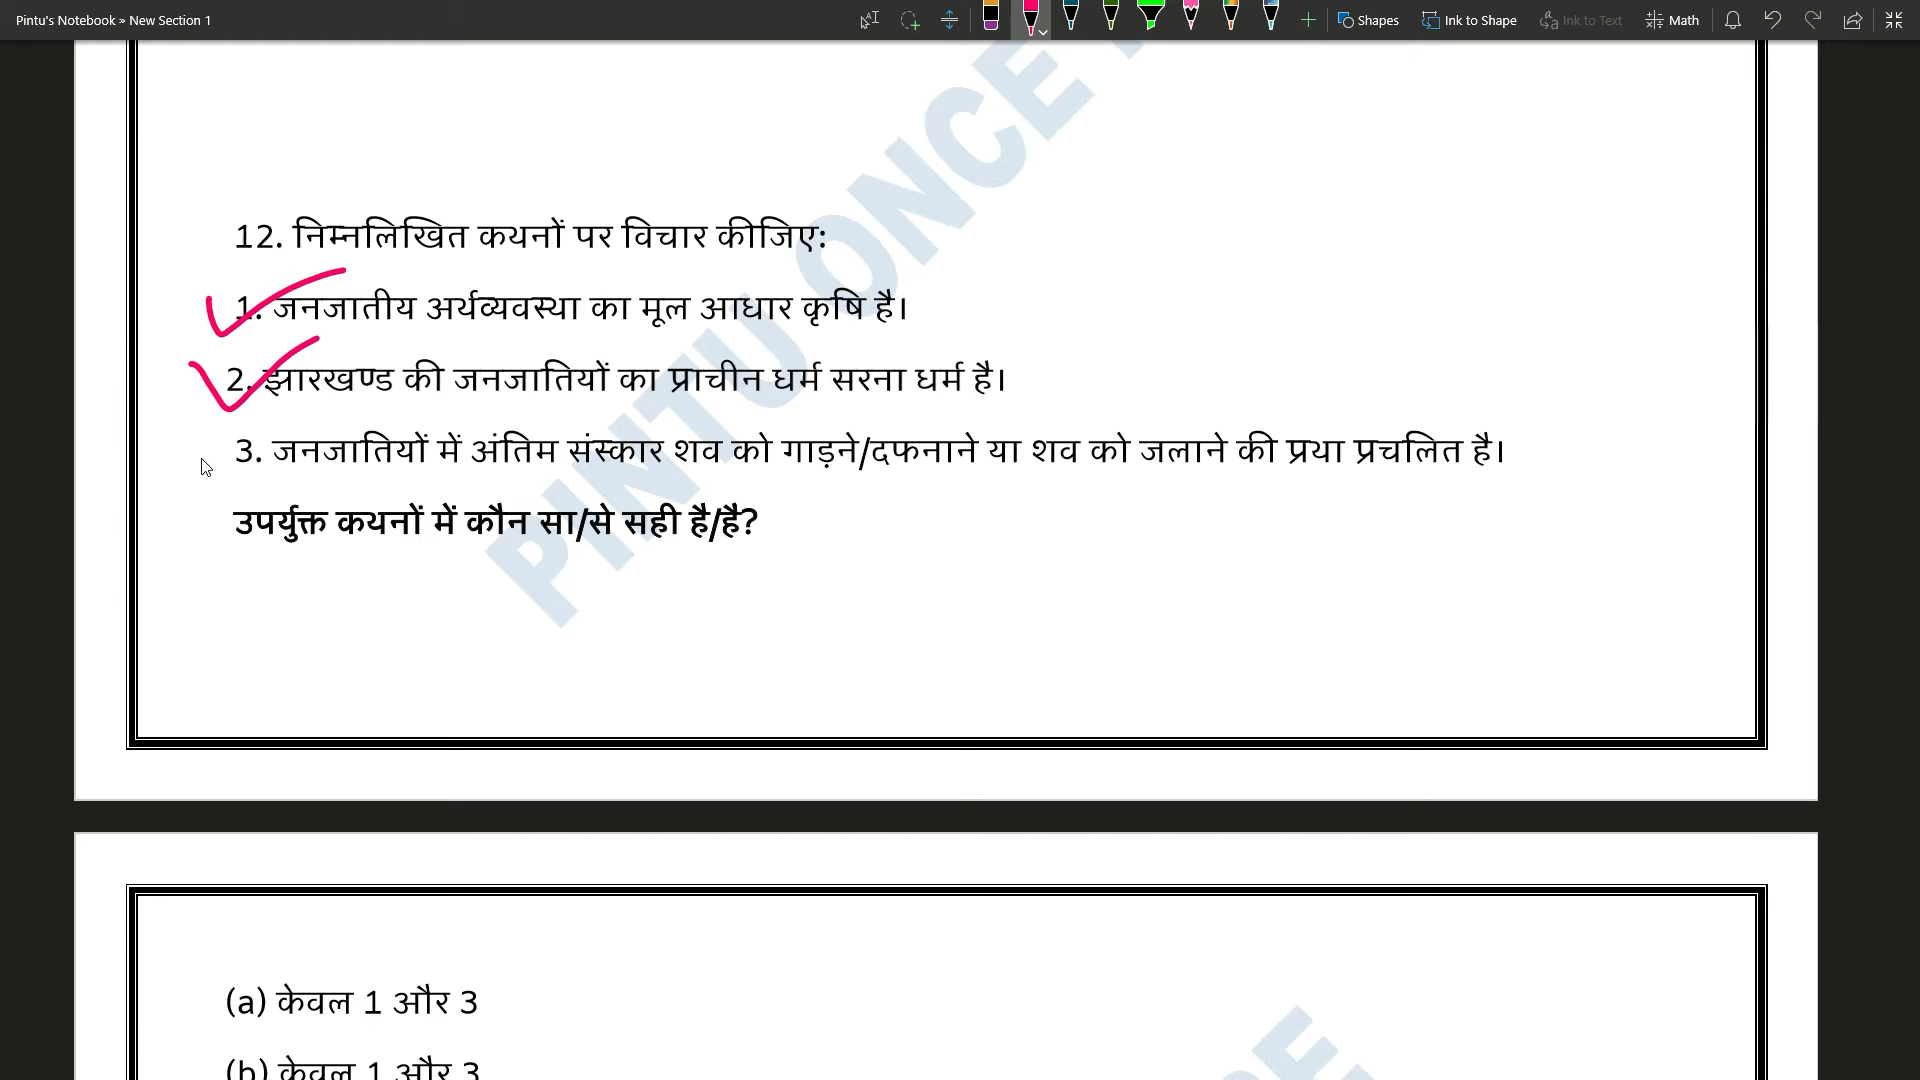 Pintu's Notebook » New Section 1
Shapes
Ink to Shape
Ink to Text
Math
PINTU ONCE
12. निम्नलिखित कथनों पर विचार कीजिए:
1. जनजातीय अर्थव्यवस्था का मूल आधार कृषि है।
2. झारखण्ड की जनजातियों का प्राचीन धर्म सरना धर्म है।
3. जनजातियों में अंतिम संस्कार शव को गाड़ने/दफनाने या शव को जलाने की प्रथा प्रचलित है।
उपर्युक्त कथनों में कौन सा/से सही है/है?
(a) केवल 1 और 3
(b) केवल 1 और 3